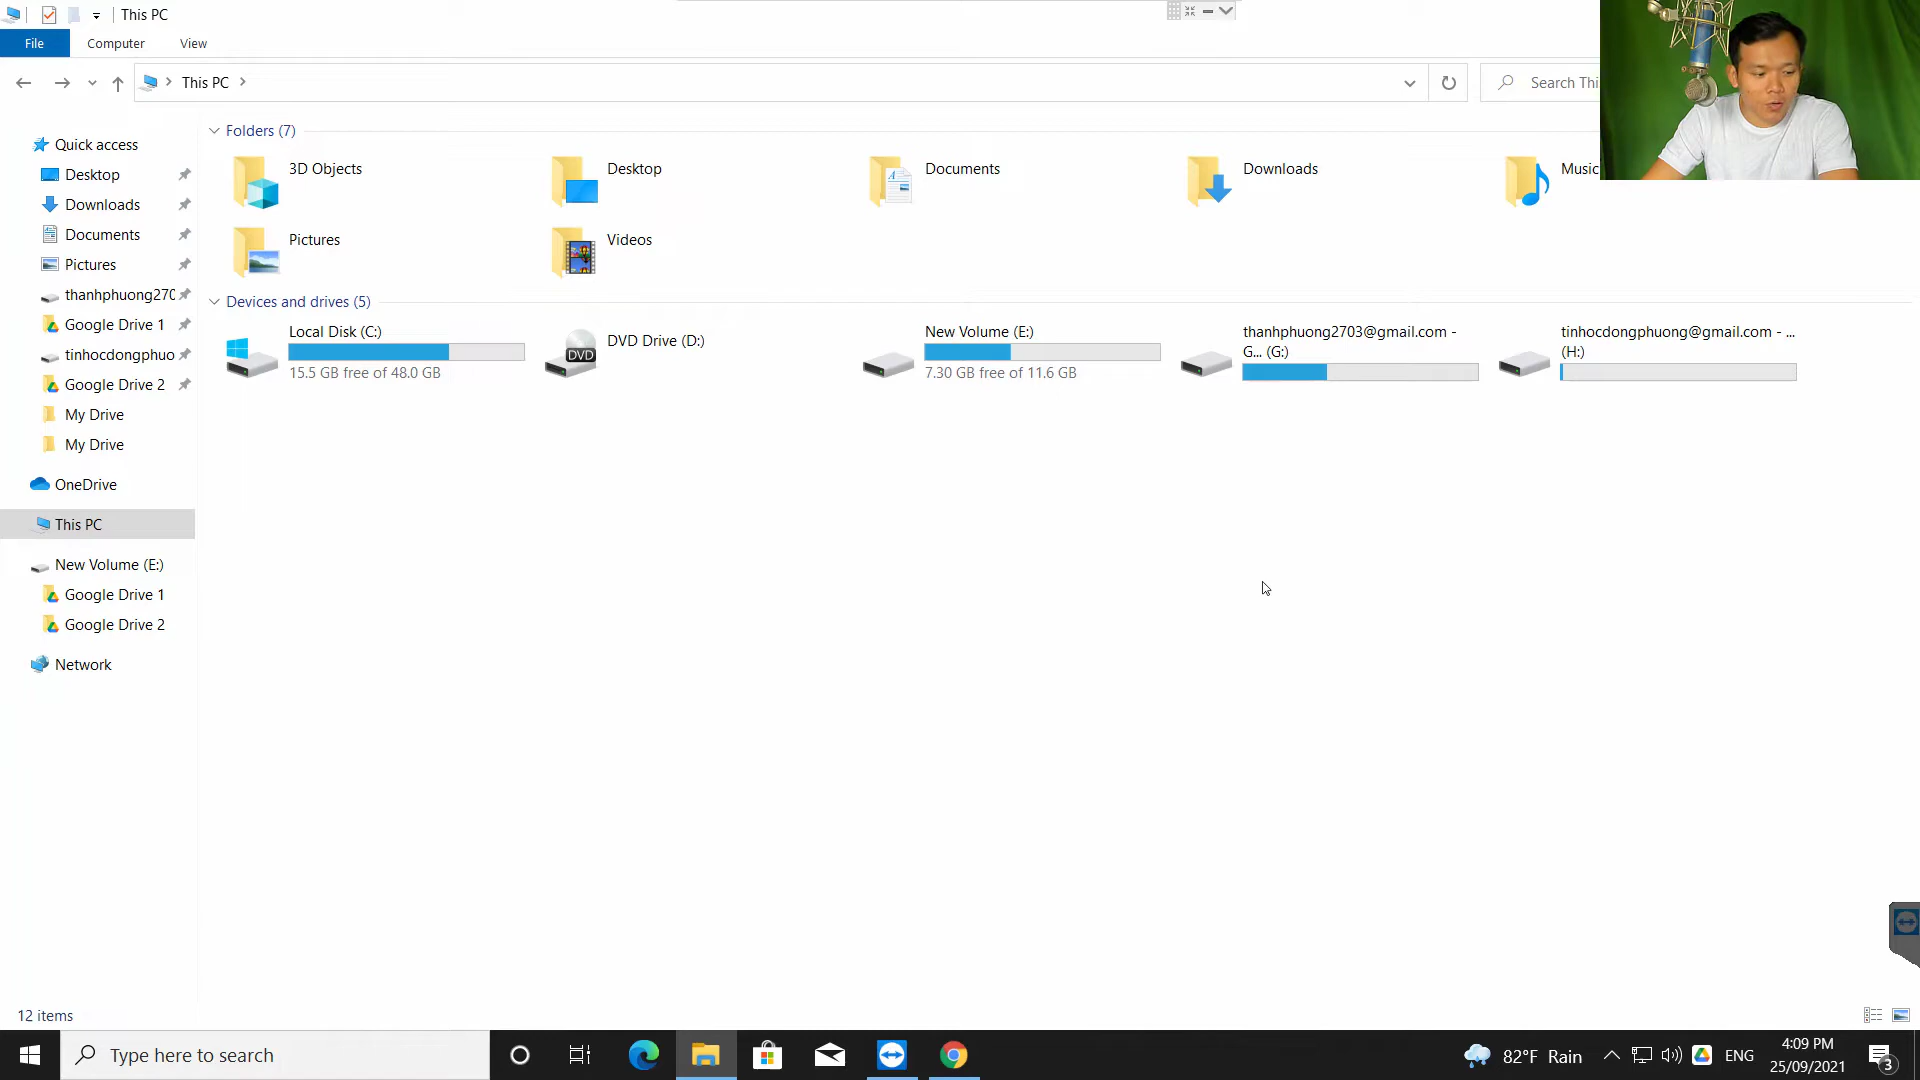 This PC
File
Computer
View
This PC
Search Thi
Quick access
Desktop
Downloads
Documents
Pictures
thanhphuong270
Google Drive 1
tinhocdongphuo
Google Drive 2
My Drive
My Drive
OneDrive
This PC
New Volume (E:)
Google Drive 1
Google Drive 2
Network
Folders (7)
3D Objects
Desktop
Documents
Downloads
Music
Pictures
Videos
Devices and drives (5)
Local Disk (C:)
15.5 GB free of 48.0 GB
DVD Drive (D:)
DVD
New Volume (E:)
7.30 GB free of 11.6 GB
thanhphuong2703@gmail.com -
G... (G:)
tinhocdongphuong@gmail.com - ...
(H:)
12 items
Type here to search
82°F Rain
ENG
4:09 PM
25/09/2021
3